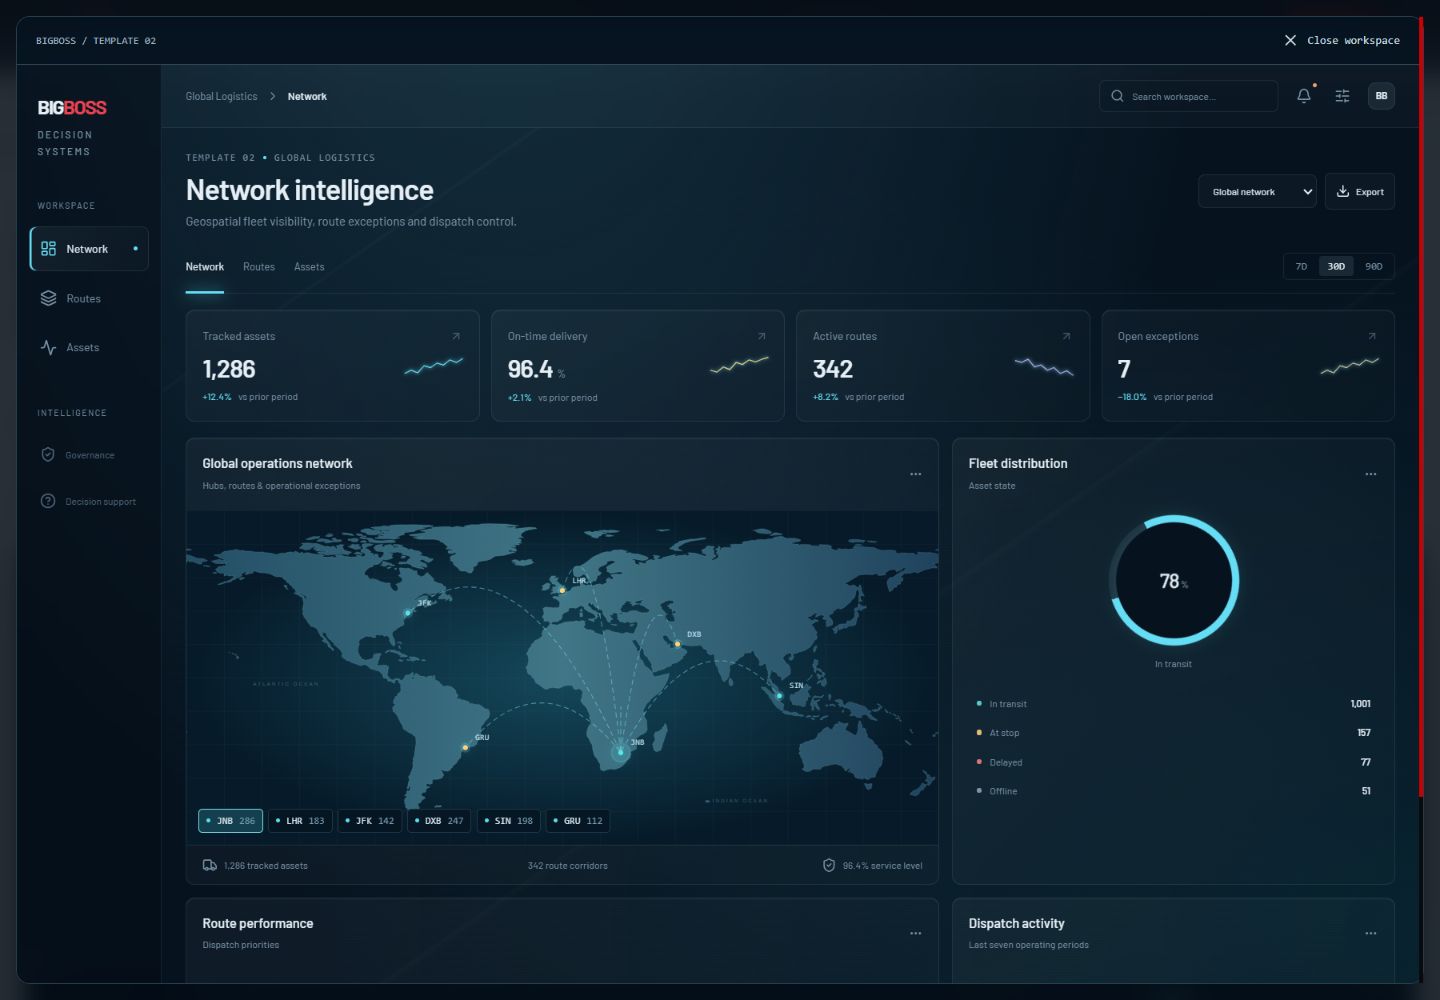 BIGBOSS / TEMPLATE 02
Close workspace
BIGBOSS
DECISION
SYSTEMS
WORKSPACE
Network
Routes
Assets
INTELLIGENCE
Governance
Decision support
Global Logistics > Network
Search workspace...
BB
TEMPLATE 02 • GLOBAL LOGISTICS
Network intelligence
Geospatial fleet visibility, route exceptions and dispatch control.
Global network
Export
Network Routes Assets
7D 30D 90D
Tracked assets
1,286
+12.4% vs prior period
On-time delivery
96.4 %
+2.1% vs prior period
Active routes
342
+8.2% vs prior period
Open exceptions
7
−18.0% vs prior period
Global operations network
Hubs, routes & operational exceptions
LHR
JFK
DXB
ATLANTIC OCEAN
SIN
GRU
JNB
INDIAN OCEAN
JNB 286 LHR 183 JFK 142 DXB 247 SIN 198 GRU 112
1,286 tracked assets
342 route corridors
96.4% service level
Fleet distribution
Asset state
78%
In transit
In transit 1,001
At stop 157
Delayed 77
Offline 51
Route performance
Dispatch priorities
Dispatch activity
Last seven operating periods